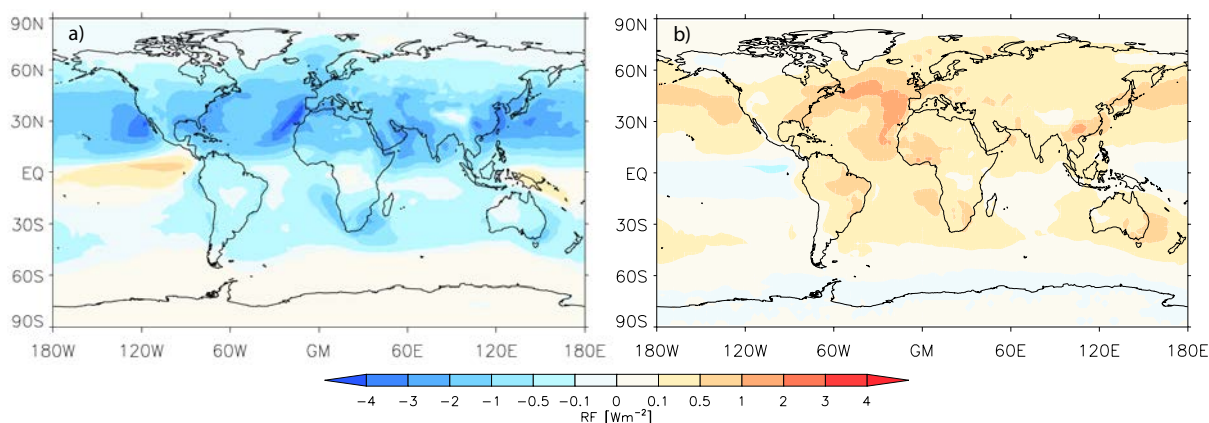 a)
90N
60N
30N
EQ
30S
60S
90S
180W 120W 60W GM 60E 120E 180E
b)
90N
60N
30N
EQ
30S
60S
90S
180W 120W 60W GM 60E 120E 180E
-4 -3 -2 -1 -0.5 -0.1 0 0.1 0.5 1 2 3 4
RF [Wm⁻²]